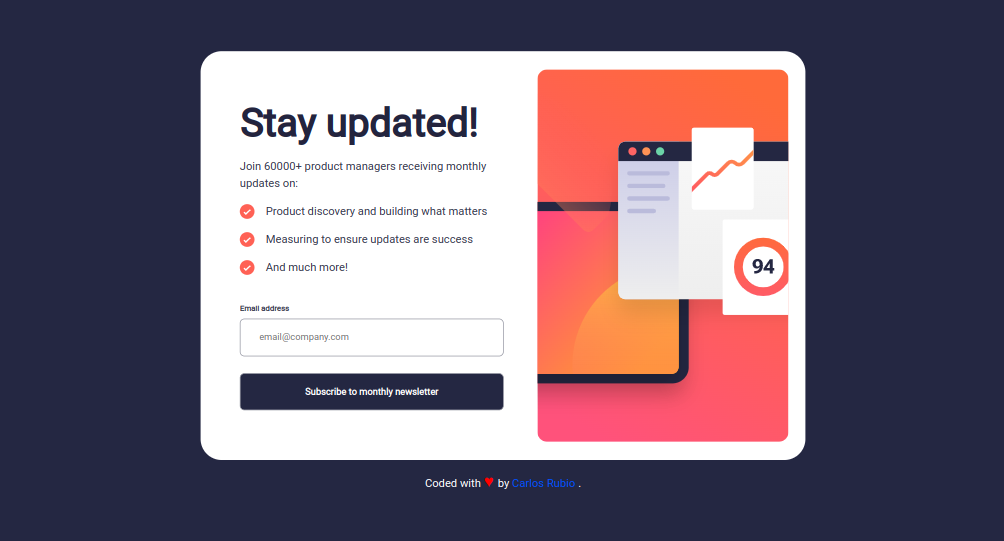 Stay updated!
Join 60000+ product managers receiving monthly
updates on:
Product discovery and building what matters
Measuring to ensure updates are success
And much more!
Email address
email@company.com
Subscribe to monthly newsletter
94
Coded with ♥ by Carlos Rubio .